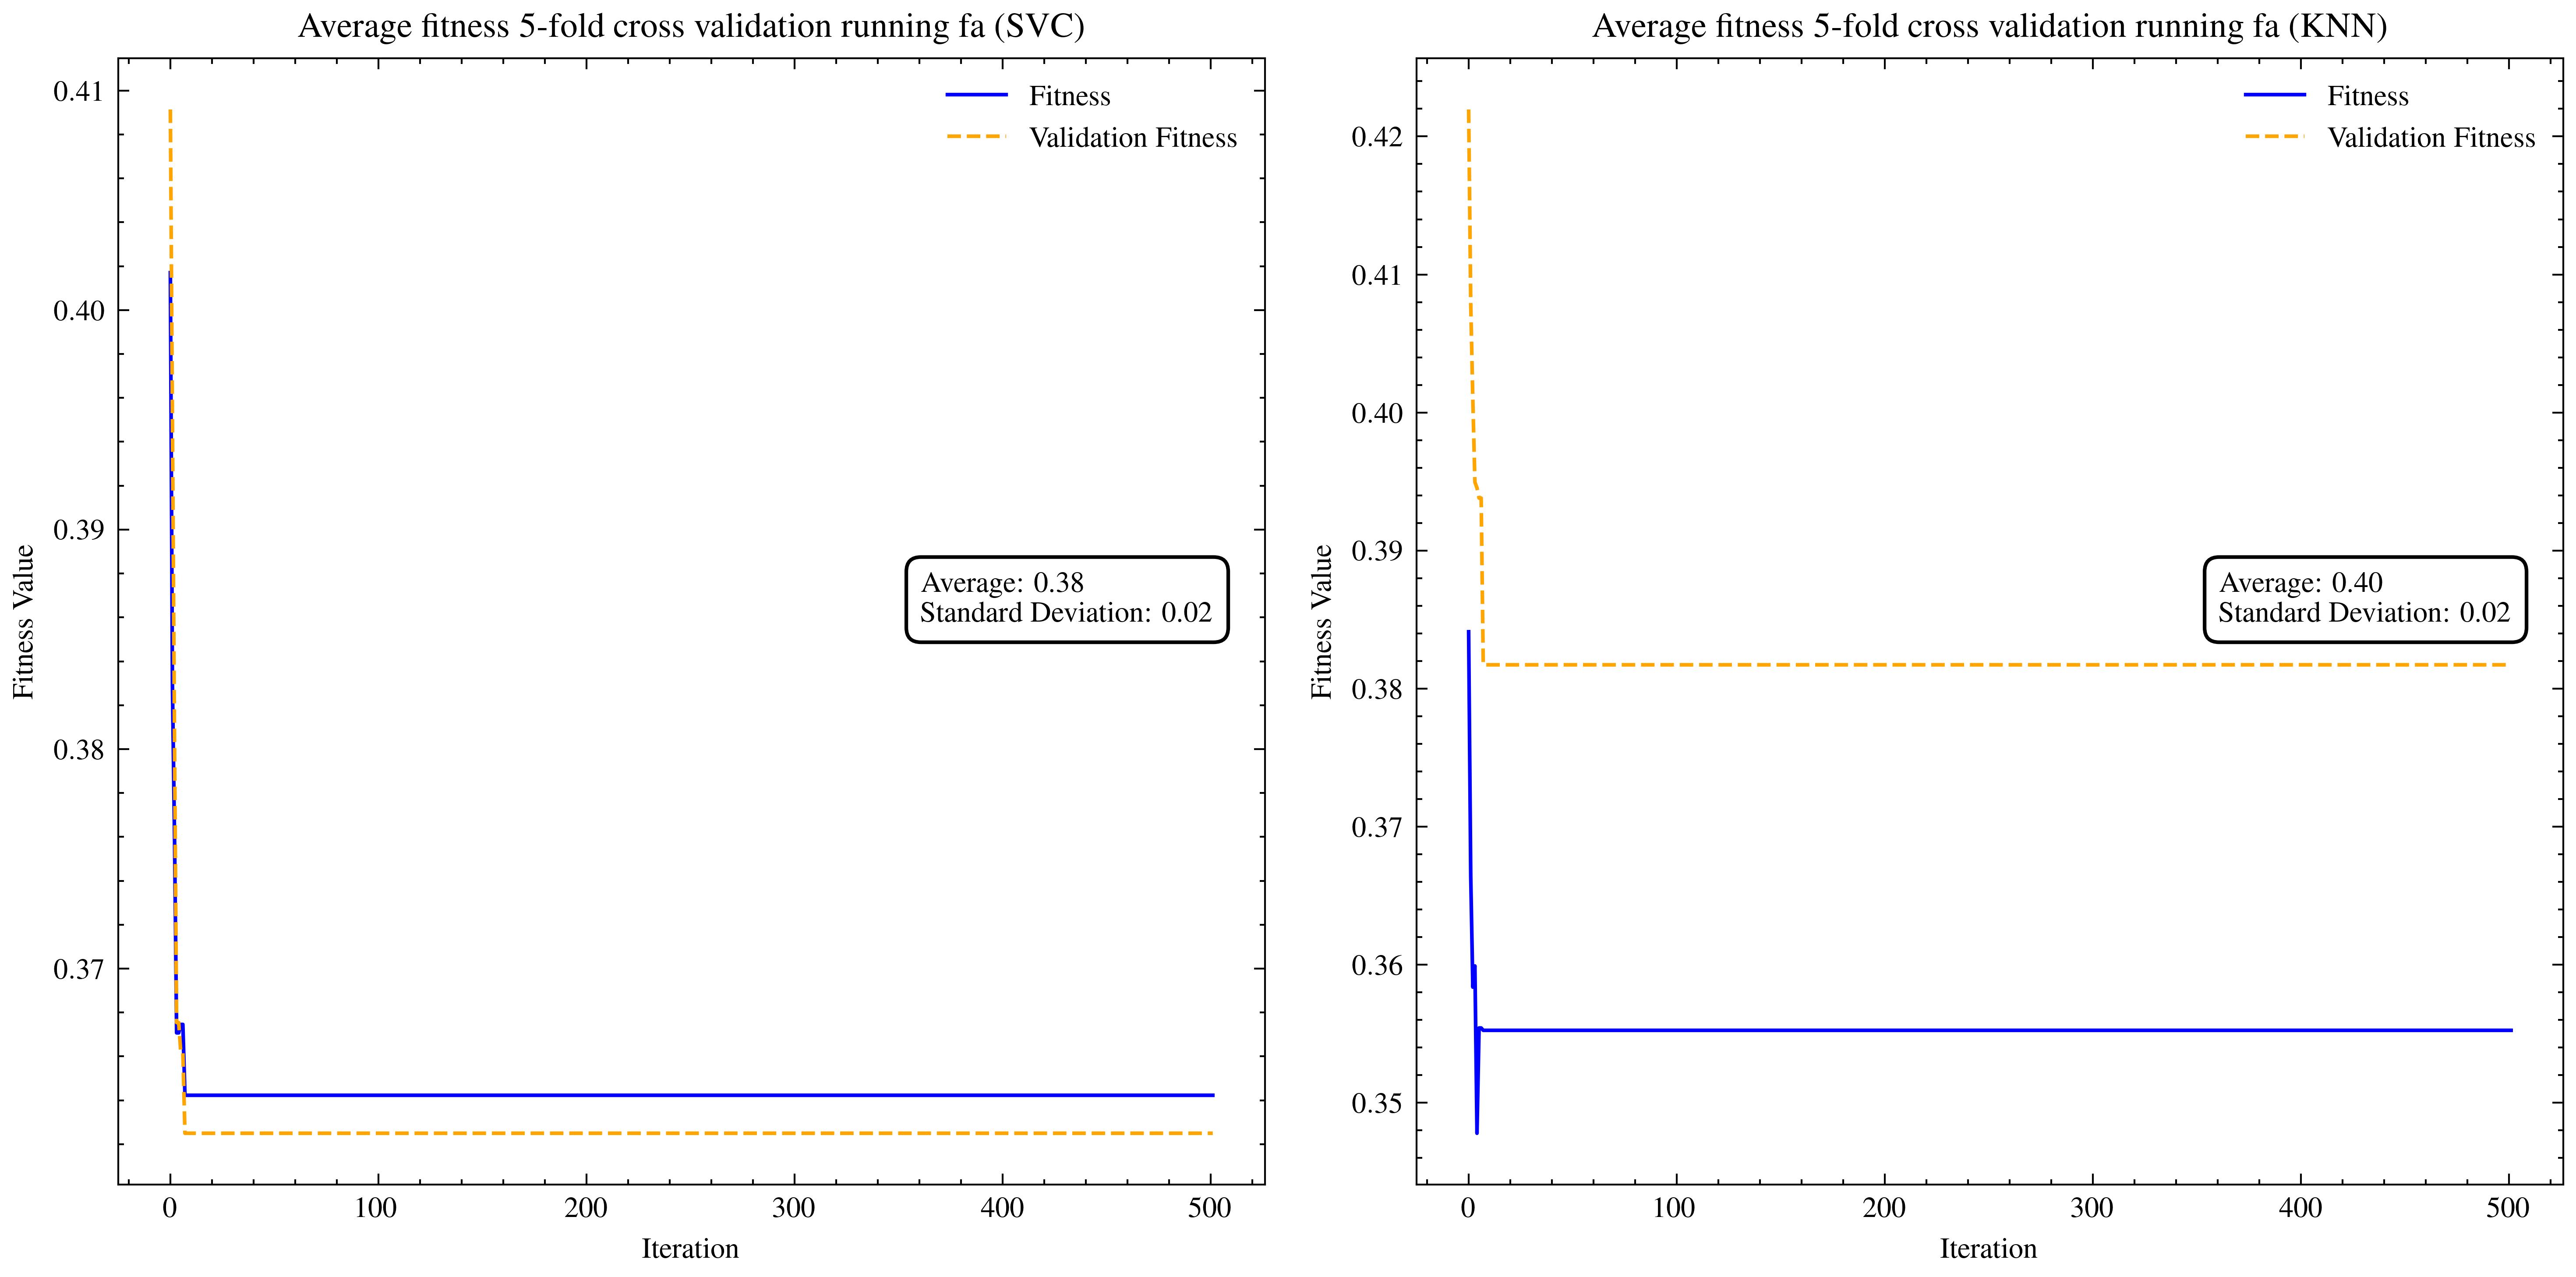 Average fitness 5-fold cross validation running fa (SVC)
Fitness Value
0.41
0.40
0.39
0.38
0.37
Fitness
Validation Fitness
Average: 0.38
Standard Deviation: 0.02
0 100 200 300 400 500
Iteration
Average fitness 5-fold cross validation running fa (KNN)
Fitness Value
0.42
0.41
0.40
0.39
0.38
0.37
0.36
0.35
Fitness
Validation Fitness
Average: 0.40
Standard Deviation: 0.02
0 100 200 300 400 500
Iteration